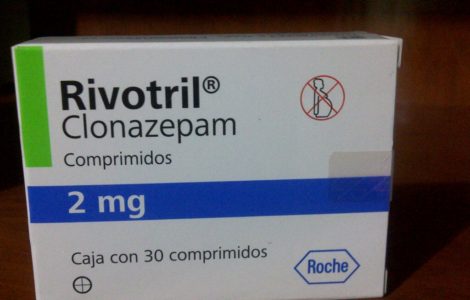 Rivotril®
Clonazepam
Comprimidos
2 mg
Caja con 30 comprimidos
Roche